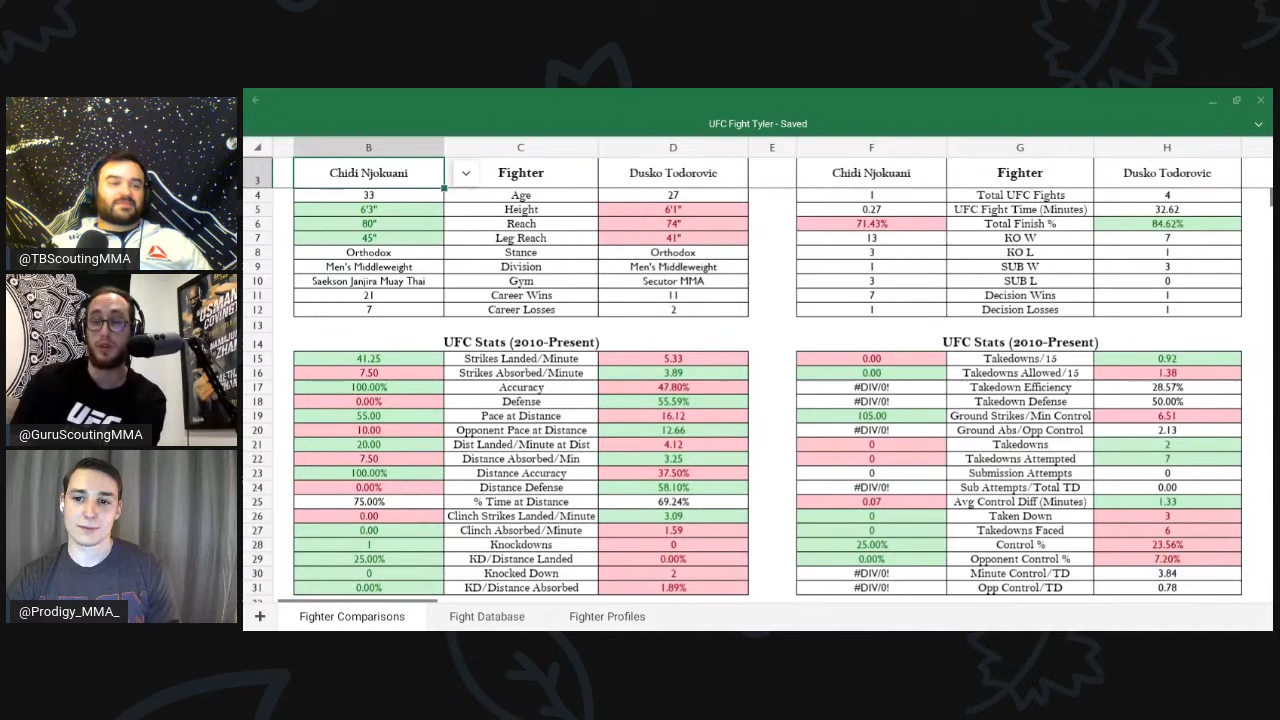 UFC Fight Tyler - Saved
B C D E F G H
3 Chidi Njokuani Fighter Dusko Todorovic Chidi Njokuani Fighter Dusko Todorovic
4 33 Age 27 1 Total UFC Fights 4
5 6'3" Height 6'1" 0.27 UFC Fight Time (Minutes) 32.62
6 80" Reach 74" 71.43% Total Finish % 84.62%
7 45" Leg Reach 41" 13 KO W 7
8 Orthodox Stance Orthodox 3 KO L 1
9 Men's Middleweight Division Men's Middleweight 1 SUB W 3
10 Saekson Janjira Muay Thai Gym Secutor MMA 3 SUB L 0
11 21 Career Wins 11 7 Decision Wins 1
12 7 Career Losses 2 1 Decision Losses 1
13
14 UFC Stats (2010-Present) UFC Stats (2010-Present)
15 41.25 Strikes Landed/Minute 5.33 0.00 Takedowns/15 0.92
16 7.50 Strikes Absorbed/Minute 3.89 0.00 Takedowns Allowed/15 1.38
17 100.00% Accuracy 47.80% #DIV/0! Takedown Efficiency 28.57%
18 0.00% Defense 55.59% #DIV/0! Takedown Defense 50.00%
19 55.00 Pace at Distance 16.12 105.00 Ground Strikes/Min Control 6.51
20 10.00 Opponent Pace at Distance 12.66 #DIV/0! Ground Abs/Opp Control 2.13
21 20.00 Dist Landed/Minute at Dist 4.12 0 Takedowns 2
22 7.50 Distance Absorbed/Min 3.25 0 Takedowns Attempted 7
23 100.00% Distance Accuracy 37.50% 0 Submission Attempts 0
24 0.00% Distance Defense 58.10% #DIV/0! Sub Attempts/Total TD 0.00
25 75.00% % Time at Distance 69.24% 0.07 Avg Control Diff (Minutes) 1.33
26 0.00 Clinch Strikes Landed/Minute 3.09 0 Taken Down 3
27 0.00 Clinch Absorbed/Minute 1.59 0 Takedowns Faced 6
28 1 Knockdowns 0 25.00% Control % 23.56%
29 25.00% KD/Distance Landed 0.00% 0.00% Opponent Control % 7.20%
30 0 Knocked Down 2 #DIV/0! Minute Control/TD 3.84
31 0.00% KD/Distance Absorbed 1.89% #DIV/0! Opp Control/TD 0.78
+ Fighter Comparisons Fight Database Fighter Profiles
@TBScoutingMMA
USMAN
COVINGT
NAMAJUN
ZHAN
UFC
@GuruScoutingMMA
@Prodigy_MMA_